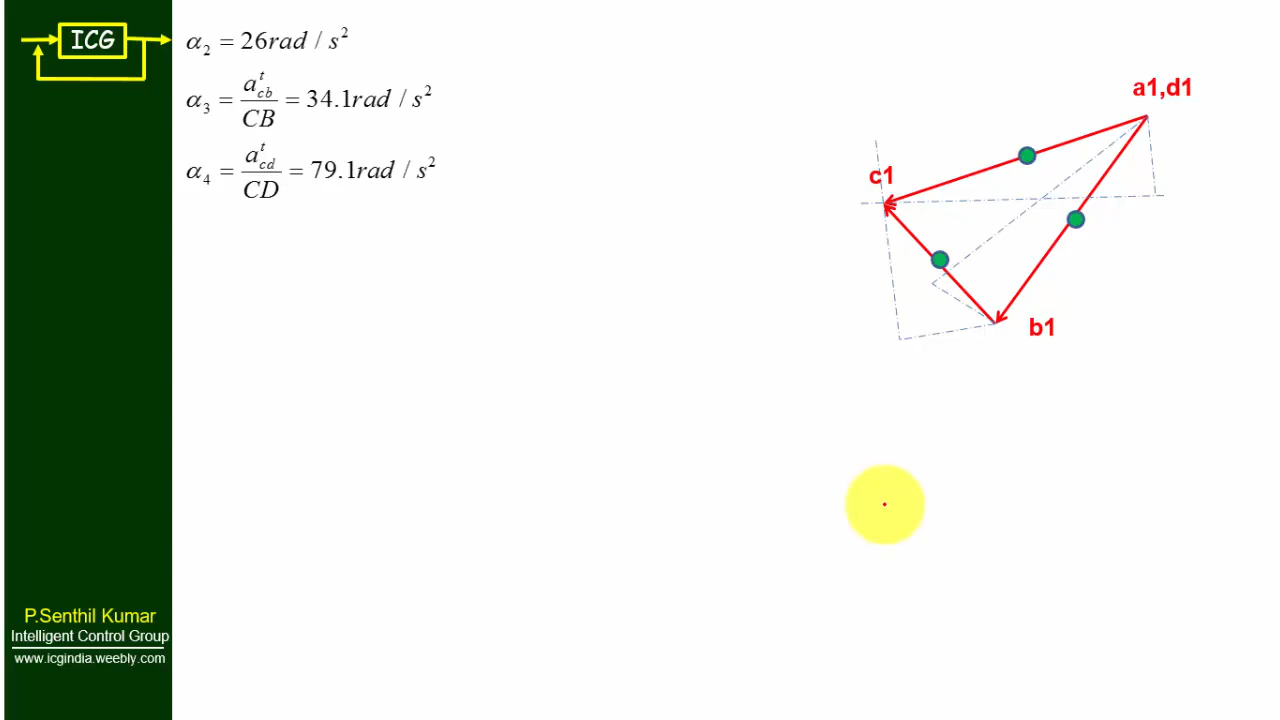 ICG
α₂ = 26rad / s²
α₃ = aᵗcb / CB = 34.1rad / s²
α₄ = aᵗcd / CD = 79.1rad / s²
a1,d1
c1
b1
P.Senthil Kumar
Intelligent Control Group
www.icgindia.weebly.com